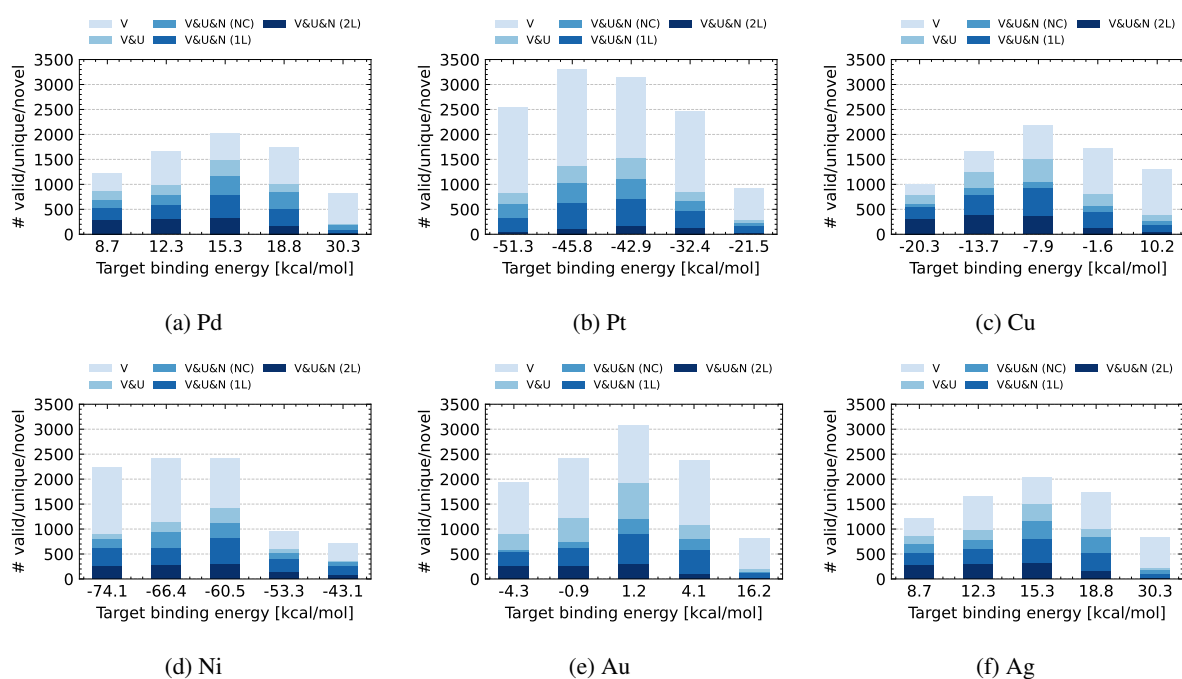 V V&U&N (NC) V&U&N (2L)
V&U V&U&N (1L)
# valid/unique/novel
3500
3000
2500
2000
1500
1000
500
0
8.7 12.3 15.3 18.8 30.3
Target binding energy [kcal/mol]
(a) Pd
V V&U&N (NC) V&U&N (2L)
V&U V&U&N (1L)
# valid/unique/novel
3500
3000
2500
2000
1500
1000
500
0
-51.3 -45.8 -42.9 -32.4 -21.5
Target binding energy [kcal/mol]
(b) Pt
V V&U&N (NC) V&U&N (2L)
V&U V&U&N (1L)
# valid/unique/novel
3500
3000
2500
2000
1500
1000
500
0
-20.3 -13.7 -7.9 -1.6 10.2
Target binding energy [kcal/mol]
(c) Cu
V V&U&N (NC) V&U&N (2L)
V&U V&U&N (1L)
# valid/unique/novel
3500
3000
2500
2000
1500
1000
500
0
-74.1 -66.4 -60.5 -53.3 -43.1
Target binding energy [kcal/mol]
(d) Ni
V V&U&N (NC) V&U&N (2L)
V&U V&U&N (1L)
# valid/unique/novel
3500
3000
2500
2000
1500
1000
500
0
-4.3 -0.9 1.2 4.1 16.2
Target binding energy [kcal/mol]
(e) Au
V V&U&N (NC) V&U&N (2L)
V&U V&U&N (1L)
# valid/unique/novel
3500
3000
2500
2000
1500
1000
500
0
8.7 12.3 15.3 18.8 30.3
Target binding energy [kcal/mol]
(f) Ag